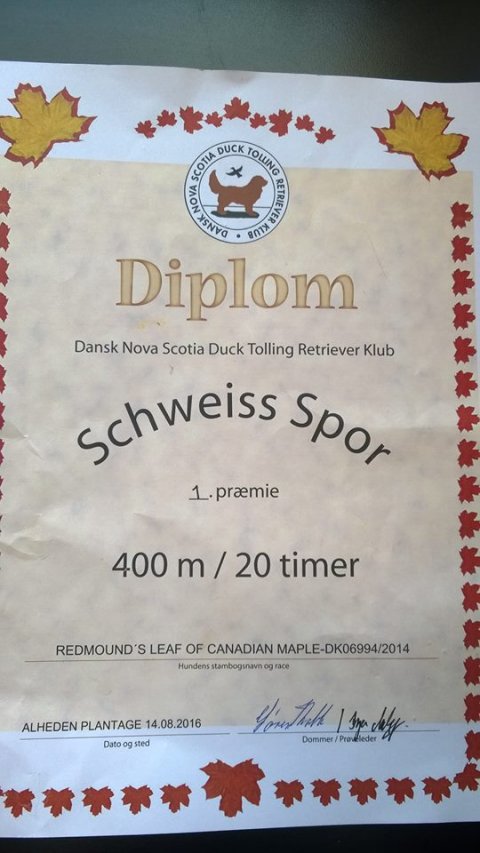 DANSK NOVA SCOTIA DUCK TOLLING RETRIEVER KLUB
Diplom
Dansk Nova Scotia Duck Tolling Retriever Klub
Schweiss Spor
1. præmie
400 m / 20 timer
REDMOUND´S LEAF OF CANADIAN MAPLE-DK06994/2014
Hundens stambogsnavn og race
ALHEDEN PLANTAGE 14.08.2016
Dato og sted
Dommer / Prøveleder